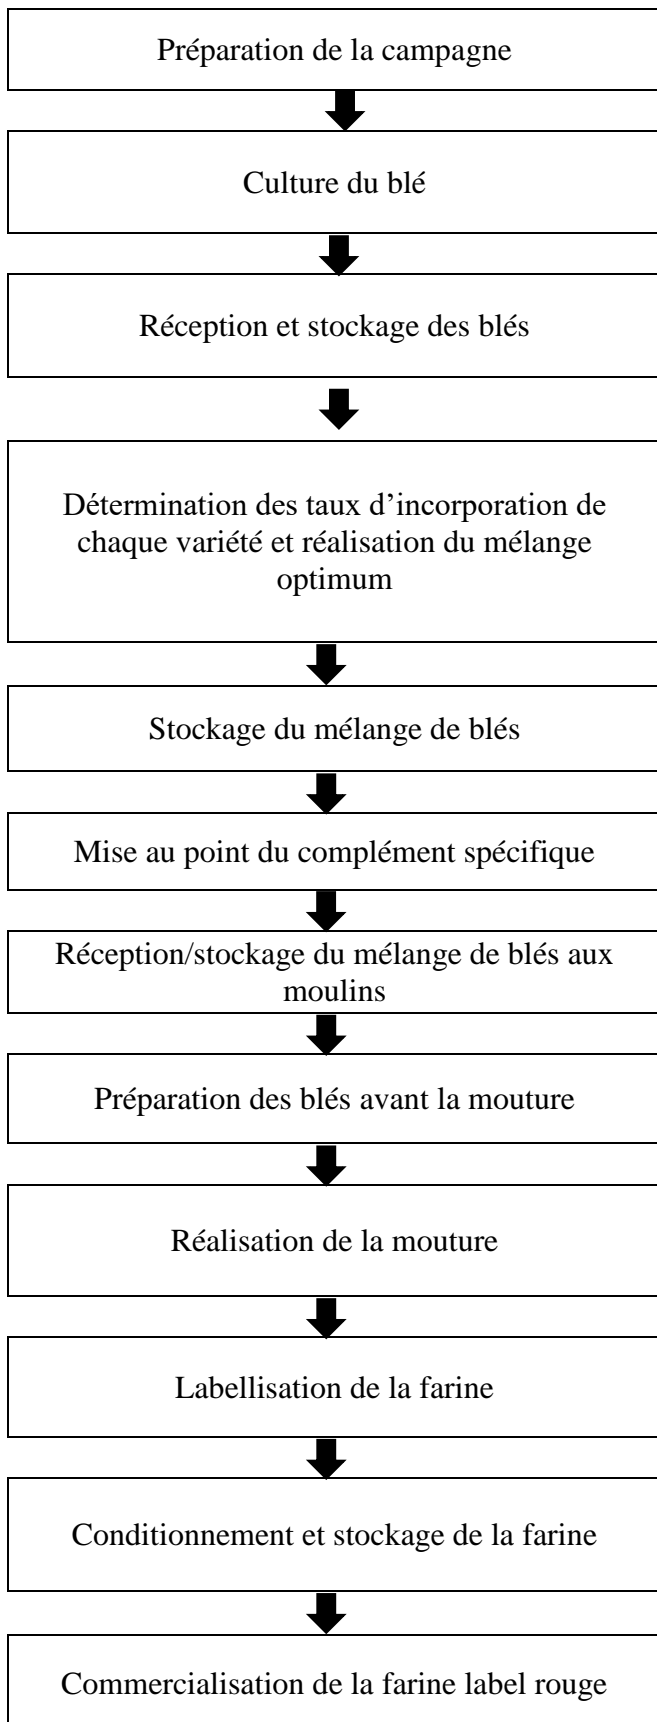 Préparation de la campagne
Culture du blé
Réception et stockage des blés
Détermination des taux d'incorporation de
chaque variété et réalisation du mélange
optimum
Stockage du mélange de blés
Mise au point du complément spécifique
Réception/stockage du mélange de blés aux
moulins
Préparation des blés avant la mouture
Réalisation de la mouture
Labellisation de la farine
Conditionnement et stockage de la farine
Commercialisation de la farine label rouge